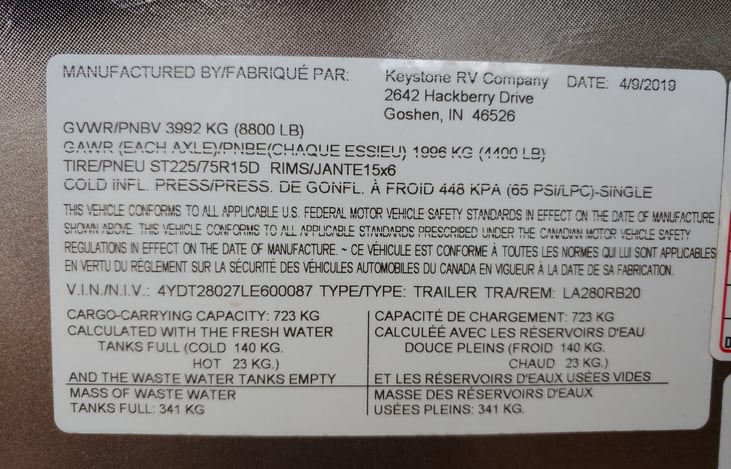 MANUFACTURED BY/FABRIQUÉ PAR: Keystone RV Company DATE: 4/9/2019
2642 Hackberry Drive
Goshen, IN 46526
GVWR/PNBV 3992 KG (8800 LB)
GAWR (EACH AXLE)/PNBE(CHAQUE ESSIEU) 1996 KG (4400 LB)
TIRE/PNEU ST225/75R15D RIMS/JANTE15x6
COLD INFL. PRESS/PRESS. DE GONFL. À FROID 448 KPA (65 PSI/LPC)-SINGLE
THIS VEHICLE CONFORMS TO ALL APPLICABLE U.S. FEDERAL MOTOR VEHICLE SAFETY STANDARDS IN EFFECT ON THE DATE OF MANUFACTURE
SHOWN ABOVE. THIS VEHICLE CONFORMS TO ALL APPLICABLE STANDARDS PRESCRIBED UNDER THE CANADIAN MOTOR VEHICLE SAFETY
REGULATIONS IN EFFECT ON THE DATE OF MANUFACTURE. ~ CE VÉHICULE EST CONFORME À TOUTES LES NORMES QUI LUI SONT APPLICABLES
EN VERTU DU RÉGLEMENT SUR LA SÉCURITÉ DES VÉHICULES AUTOMOBILES DU CANADA EN VIGUEUR À LA DATE DE SA FABRICATION.
V.I.N./N.I.V.: 4YDT28027LE600087 TYPE/TYPE: TRAILER TRA/REM: LA280RB20
CARGO-CARRYING CAPACITY: 723 KG
CALCULATED WITH THE FRESH WATER
TANKS FULL (COLD 140 KG.
HOT 23 KG.)
AND THE WASTE WATER TANKS EMPTY
MASS OF WASTE WATER
TANKS FULL: 341 KG
CAPACITÉ DE CHARGEMENT: 723 KG
CALCULÉE AVEC LES RÉSERVOIRS D'EAU
DOUCE PLEINS (FROID 140 KG.
CHAUD 23 KG.)
ET LES RÉSERVOIRS D'EAUX USÉES VIDES
MASSE DES RÉSERVOIRS D'EAUX
USÉES PLEINS: 341 KG.